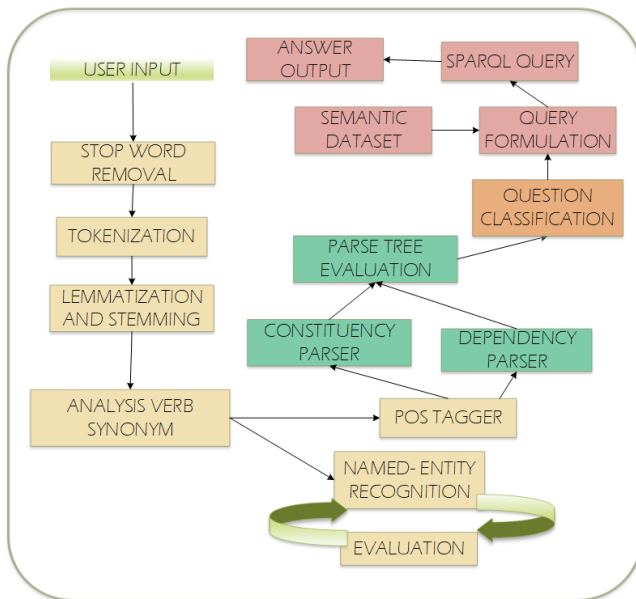 USER INPUT
STOP WORD
REMOVAL
TOKENIZATION
LEMMATIZATION
AND STEMMING
ANALYSIS VERB
SYNONYM
ANSWER
OUTPUT
SPARQL QUERY
SEMANTIC
DATASET
QUERY
FORMULATION
QUESTION
CLASSIFICATION
PARSE TREE
EVALUATION
CONSTITUENCY
PARSER
DEPENDENCY
PARSER
POS TAGGER
NAMED- ENTITY
RECOGNITION
EVALUATION